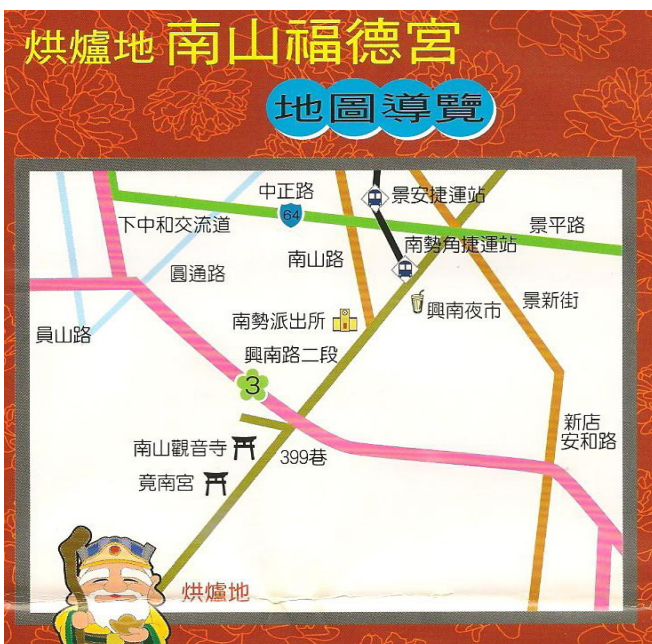 烘爐地 南山福德宮
地圖導覽
中正路
景安捷運站
64
下中和交流道
景平路
南勢角捷運站
南山路
圓通路
興南夜市
景新街
員山路
南勢派出所
興南路二段
3
新店
安和路
南山觀音寺
399巷
竟南宮
烘爐地